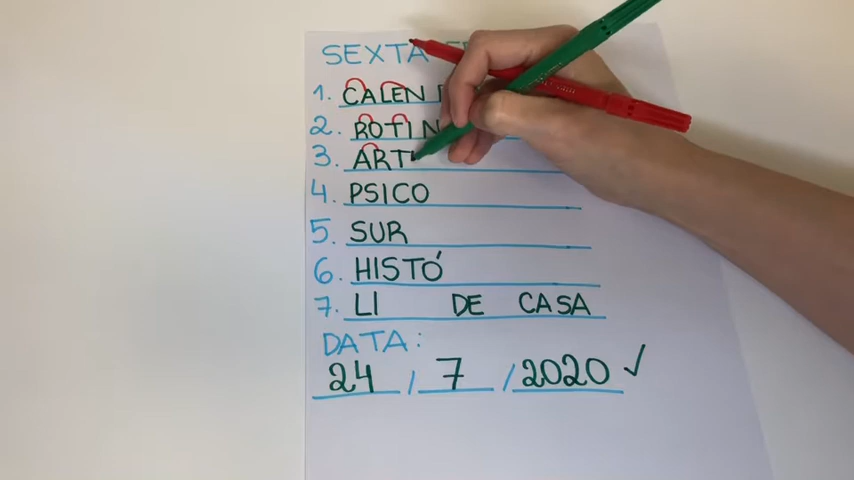 SEXTA
1. CALEN
2. ROTIN
3. ART
4. PSICO
5. SUR
6. HISTÓ
7. LI DE CASA
DATA:
24 / 7 / 2020 ✓